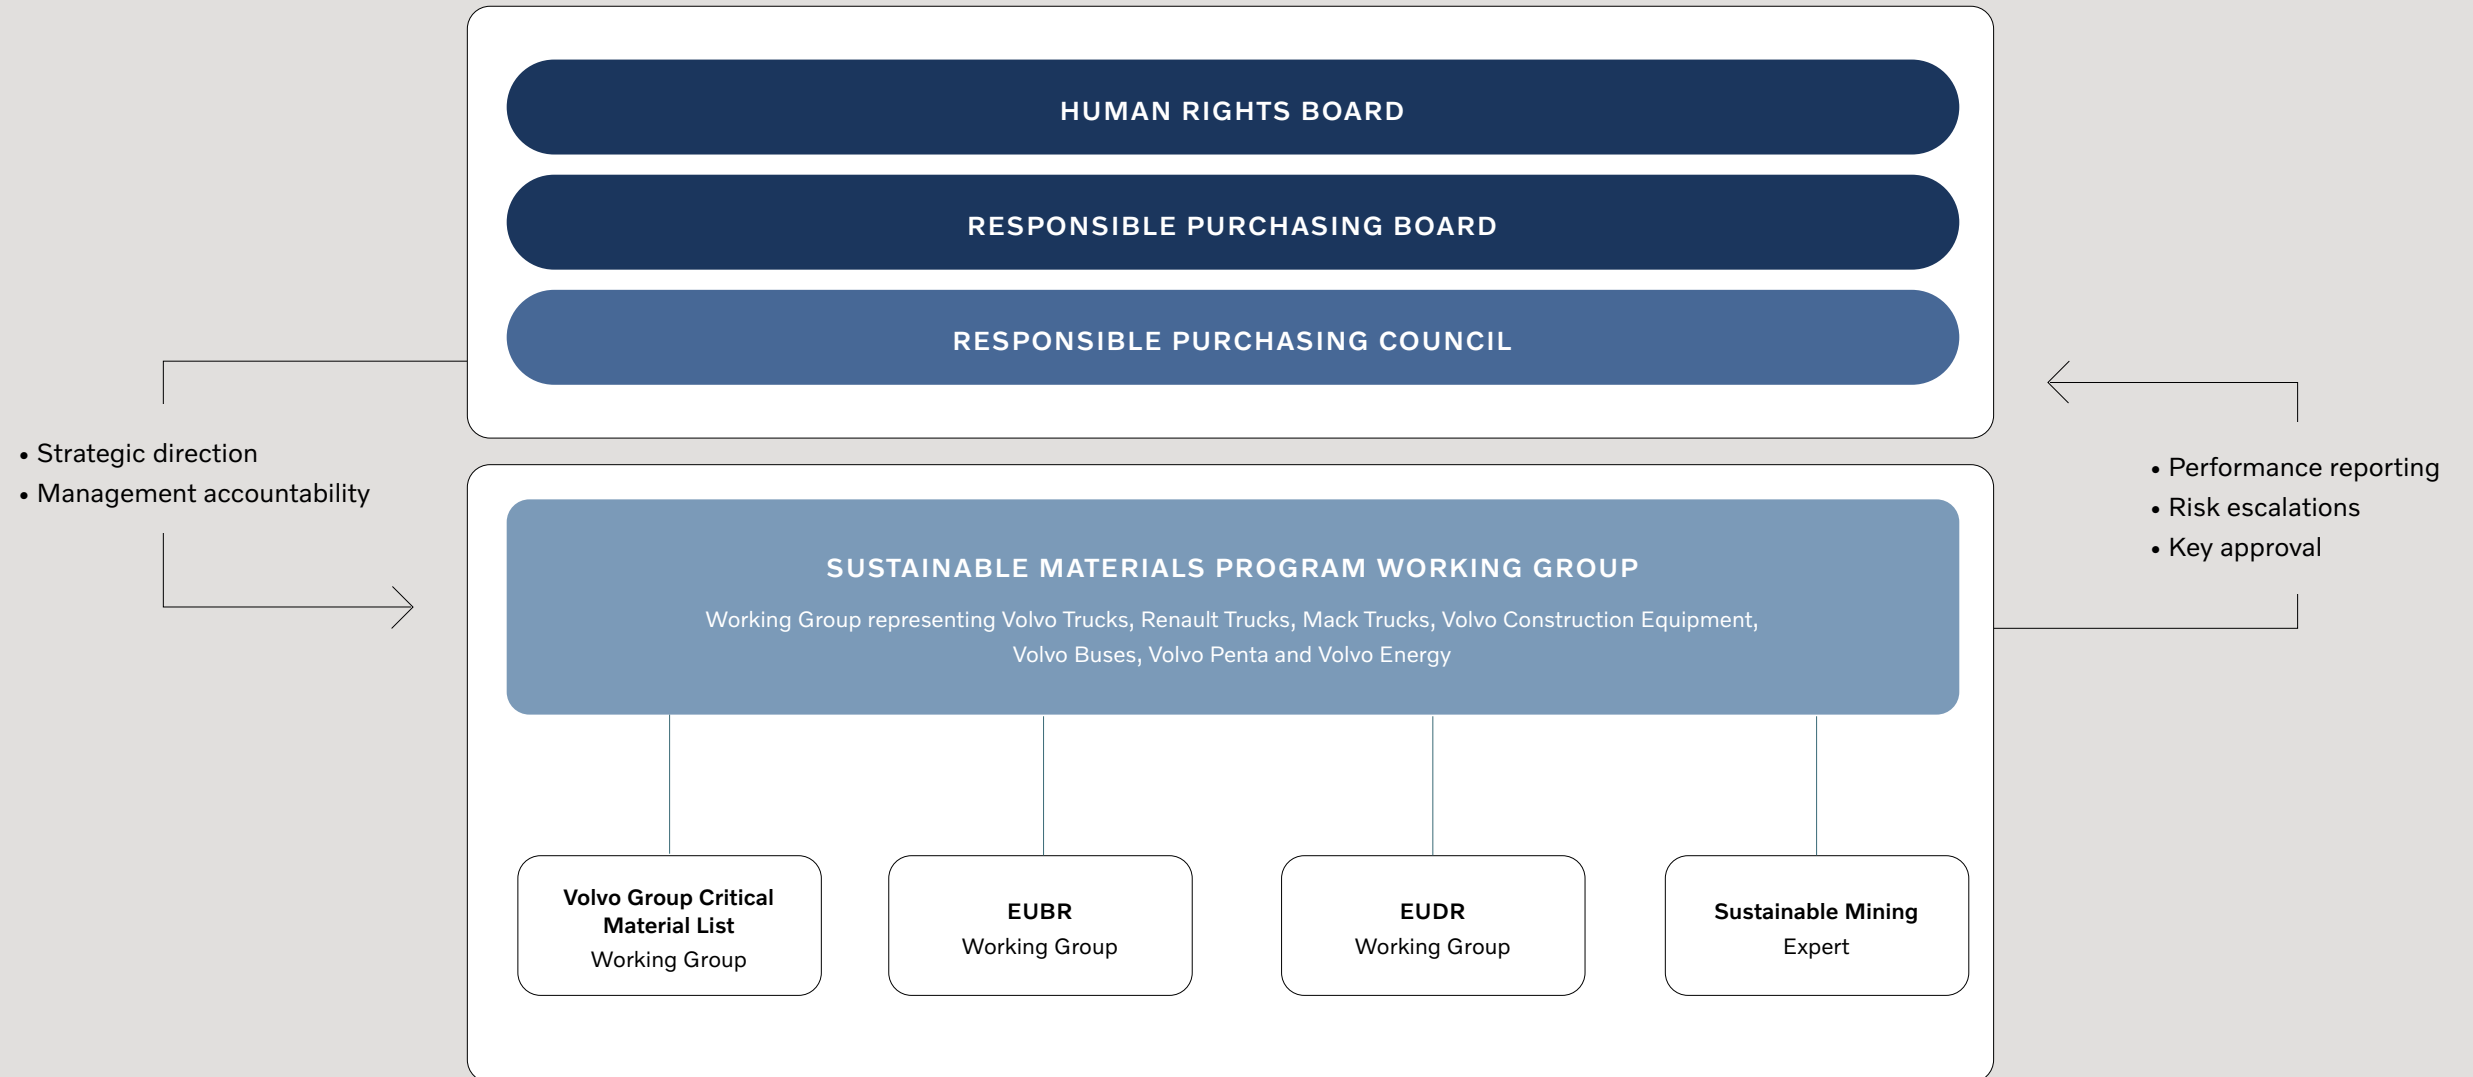 HUMAN RIGHTS BOARD
RESPONSIBLE PURCHASING BOARD
RESPONSIBLE PURCHASING COUNCIL
• Strategic direction
• Management accountability
• Performance reporting
• Risk escalations
• Key approval
SUSTAINABLE MATERIALS PROGRAM WORKING GROUP
Working Group representing Volvo Trucks, Renault Trucks, Mack Trucks, Volvo Construction Equipment,
Volvo Buses, Volvo Penta and Volvo Energy
Volvo Group Critical
Material List
Working Group
EUBR
Working Group
EUDR
Working Group
Sustainable Mining
Expert